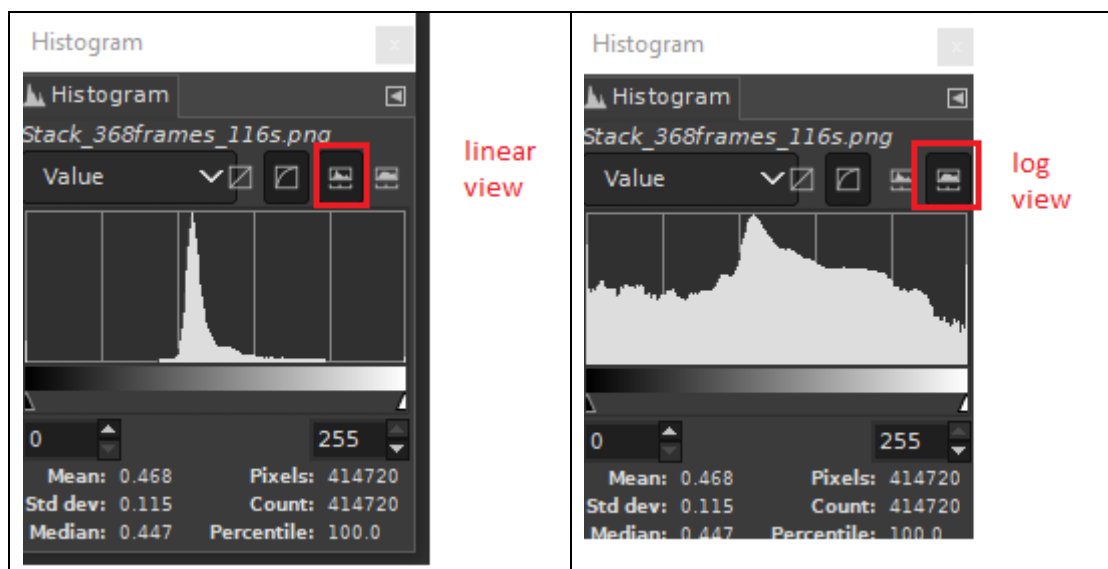 Histogram
Histogram
Stack_368frames_116s.png
Value
0
255
Mean: 0.468 Pixels: 414720
Std dev: 0.115 Count: 414720
Median: 0.447 Percentile: 100.0
linear
view
Histogram
Histogram
Stack_368frames_116s.png
Value
0
255
Mean: 0.468 Pixels: 414720
Std dev: 0.115 Count: 414720
Median: 0.447 Percentile: 100.0
log
view